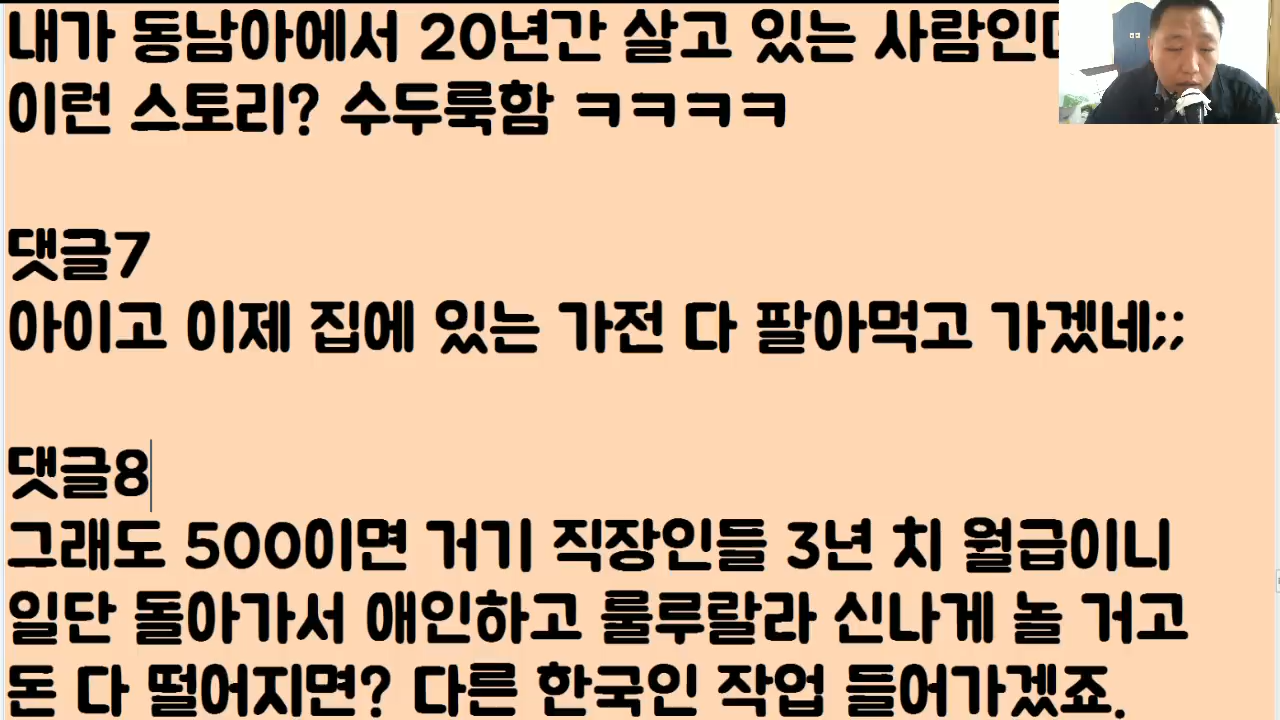 내가 동남아에서 20년간 살고 있는 사람인데
이런 스토리? 수두룩함 ㅋㅋㅋㅋ
댓글7
아이고 이제 집에 있는 가전 다 팔아먹고 가겠네;;
댓글8
그래도 500이면 거기 직장인들 3년 치 월급이니
일단 돌아가서 애인하고 룰루랄라 신나게 놀 거고
돈 다 떨어지면? 다른 한국인 작업 들어가겠죠.